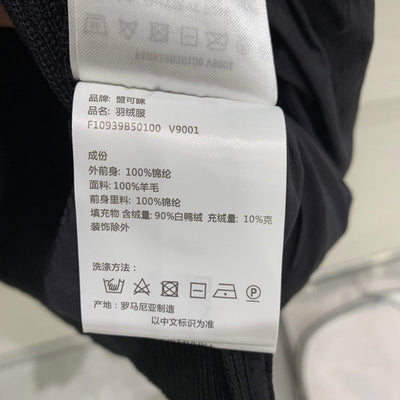 品牌: 盟可睐
品名: 羽绒服
F10939B50100 V9001
成份
外前身: 100%锦纶
面料: 100%羊毛
前身里料: 100%锦纶
填充物 含绒量: 90%白鸭绒 充绒量: 10%克
装饰除外
洗涤方法:
产地: 罗马尼亚制造
以中文标识为准